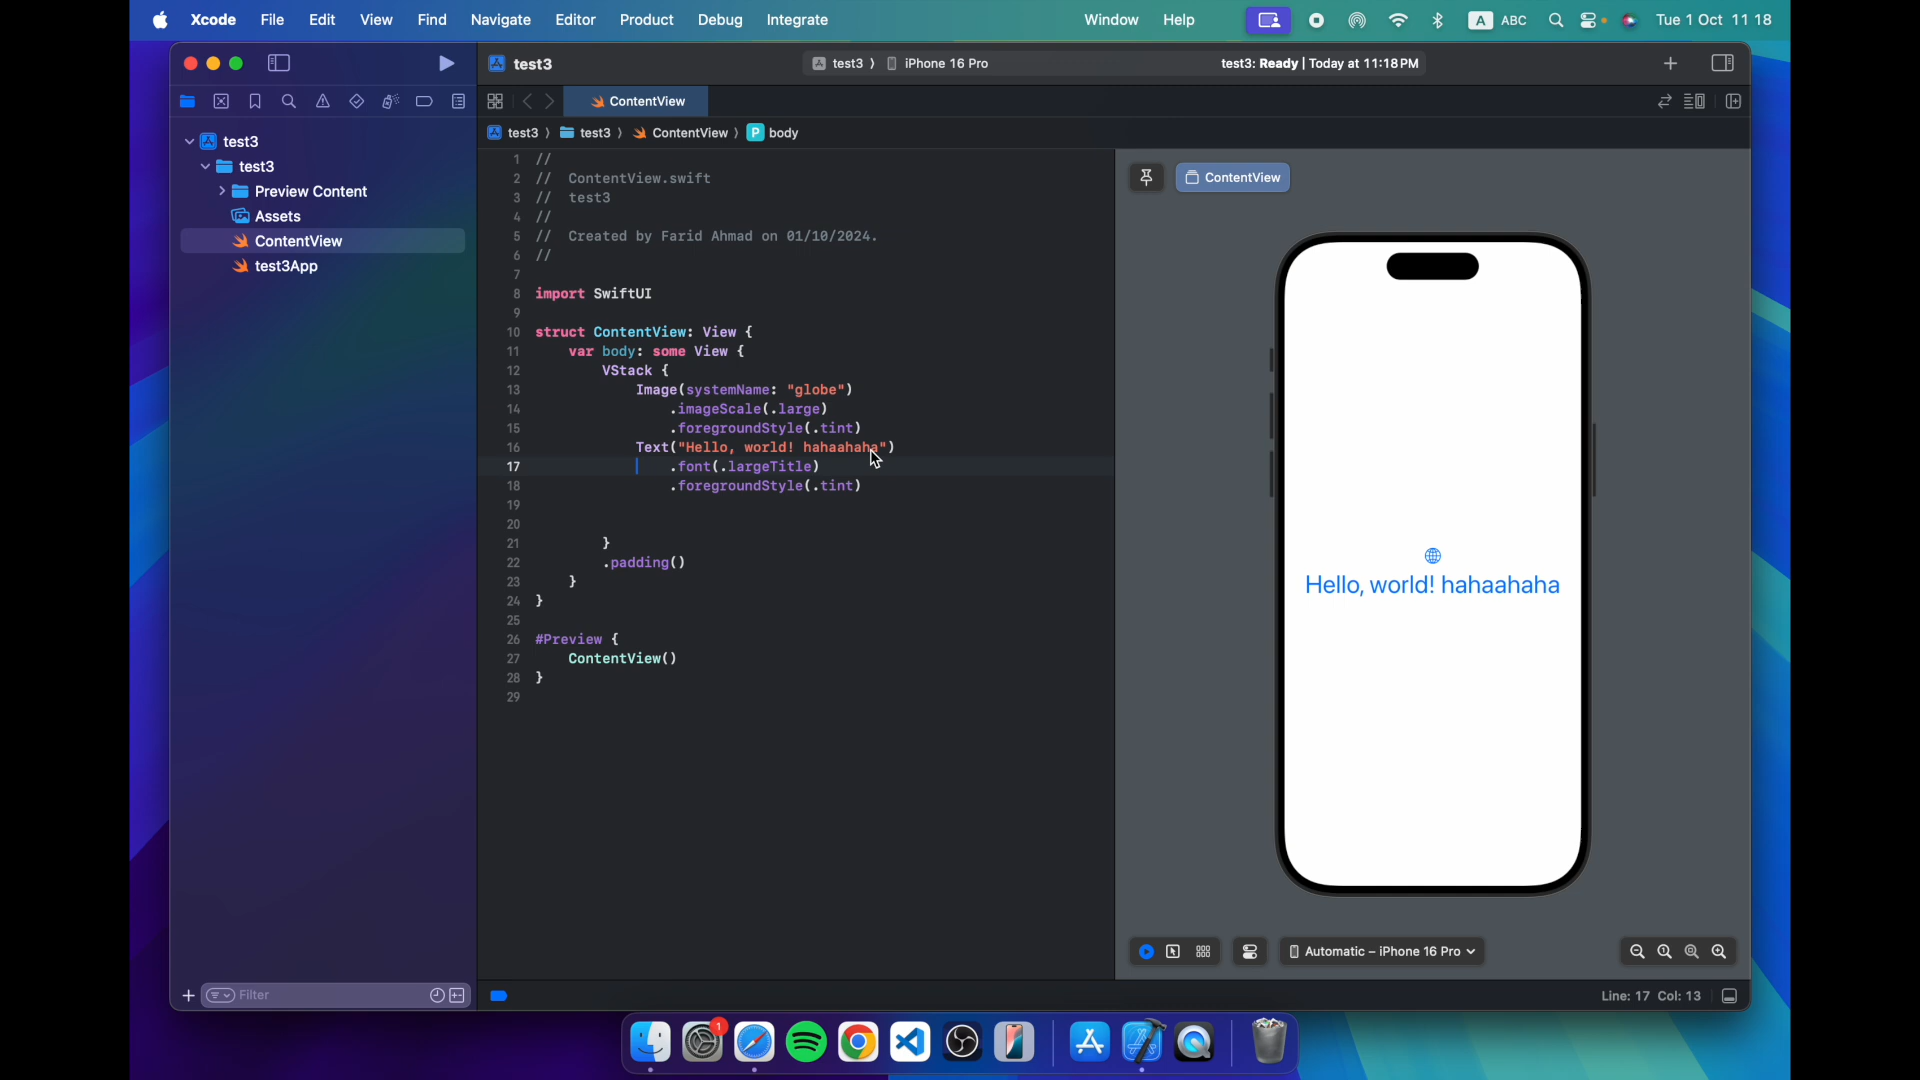 Xcode File Edit View Find Navigate Editor Product Debug Integrate Window Help A ABC Tue 1 Oct 11 18
test3 test3 iPhone 16 Pro test3: Ready | Today at 11:18 PM
ContentView
test3 test3 ContentView P body
test3
test3
Preview Content
Assets
ContentView
test3App
1 //
2 // ContentView.swift
3 // test3
4 //
5 // Created by Farid Ahmad on 01/10/2024.
6 //
7
8 import SwiftUI
9
10 struct ContentView: View {
11 var body: some View {
12 VStack {
13 Image(systemName: "globe")
14 .imageScale(.large)
15 .foregroundStyle(.tint)
16 Text("Hello, world! hahaahaha")
17 .font(.largeTitle)
18 .foregroundStyle(.tint)
19
20
21 }
22 .padding()
23 }
24 }
25
26 #Preview {
27 ContentView()
28 }
29
ContentView
Hello, world! hahaahaha
Automatic – iPhone 16 Pro
Filter
Line: 17 Col: 13
1